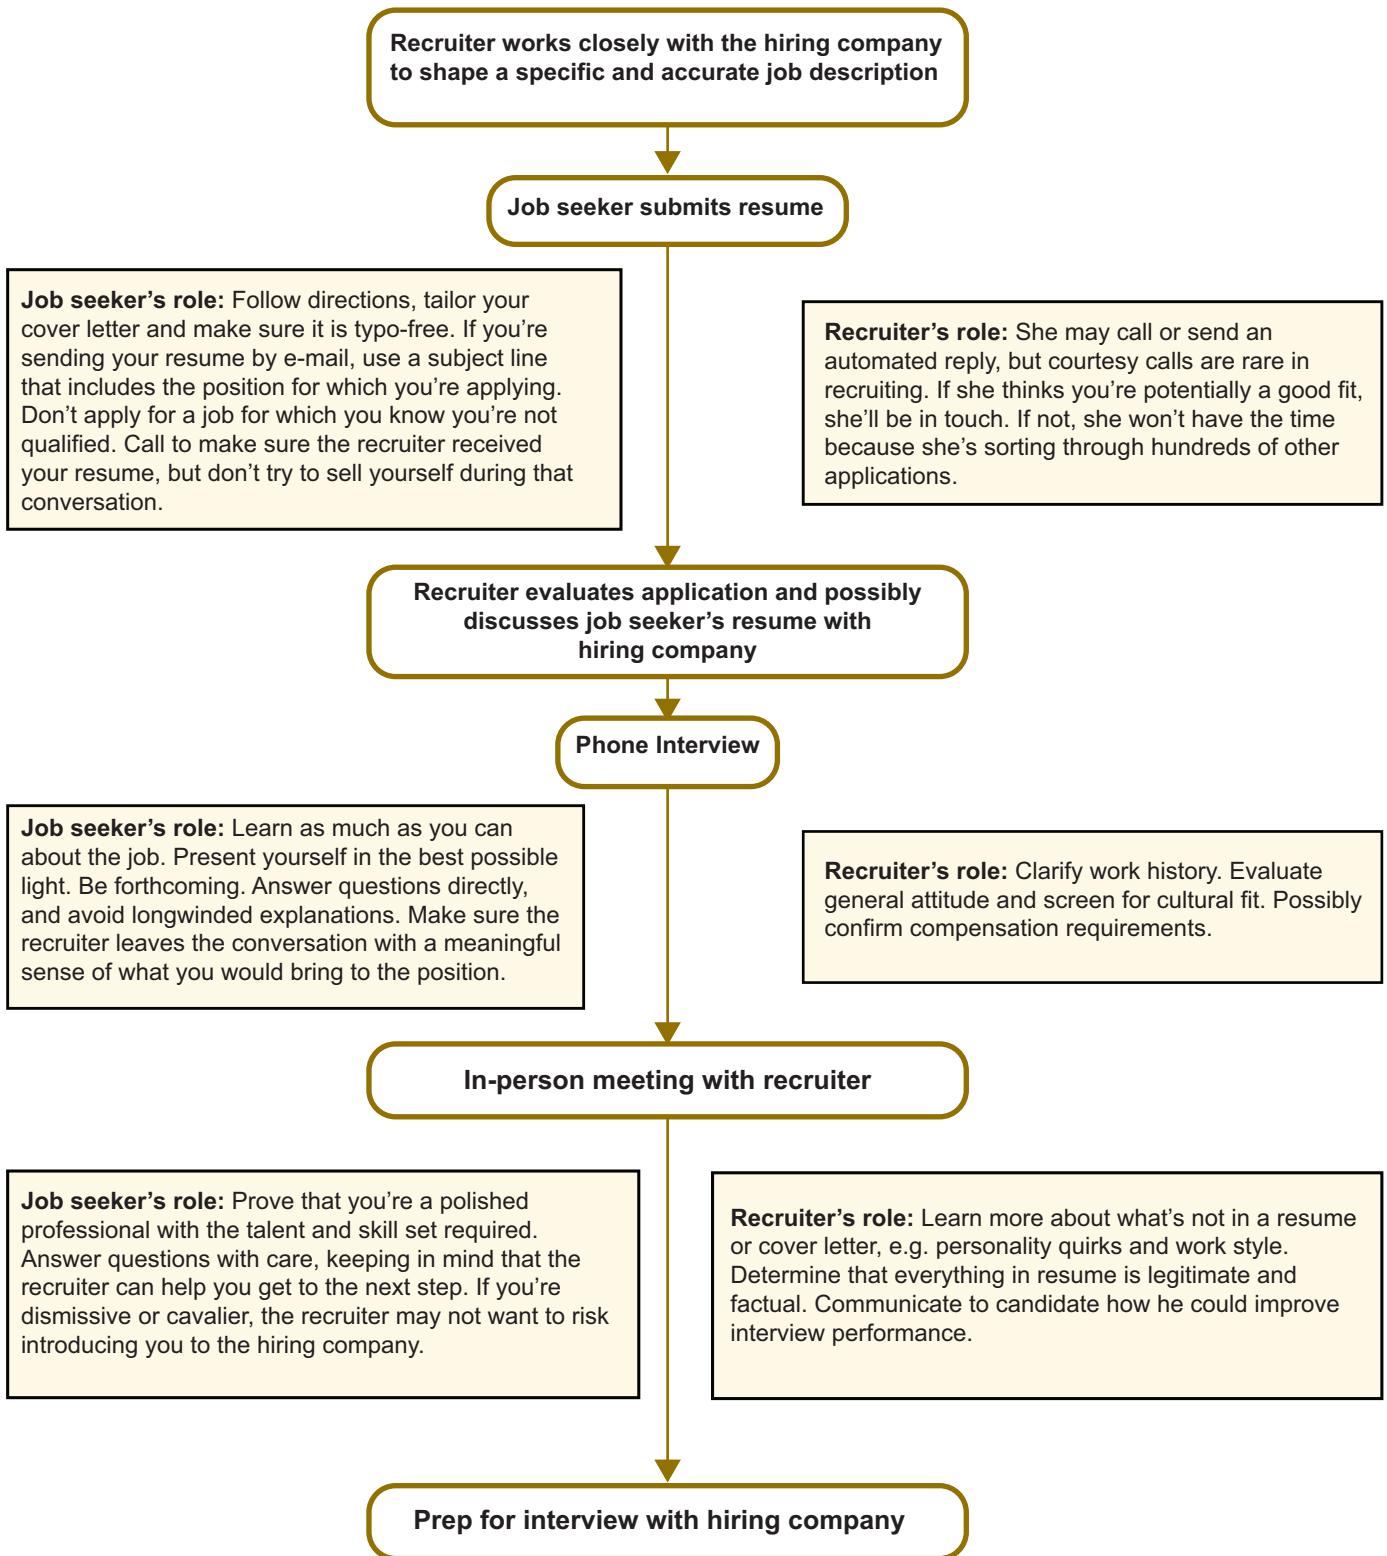 Recruiter works closely with the hiring company
to shape a specific and accurate job description
Job seeker submits resume
Job seeker’s role: Follow directions, tailor your
cover letter and make sure it is typo-free. If you’re
sending your resume by e-mail, use a subject line
that includes the position for which you’re applying.
Don’t apply for a job for which you know you’re not
qualified. Call to make sure the recruiter received
your resume, but don’t try to sell yourself during that
conversation.
Recruiter’s role: She may call or send an
automated reply, but courtesy calls are rare in
recruiting. If she thinks you’re potentially a good fit,
she’ll be in touch. If not, she won’t have the time
because she’s sorting through hundreds of other
applications.
Recruiter evaluates application and possibly
discusses job seeker’s resume with
hiring company
Phone Interview
Job seeker’s role: Learn as much as you can
about the job. Present yourself in the best possible
light. Be forthcoming. Answer questions directly,
and avoid longwinded explanations. Make sure the
recruiter leaves the conversation with a meaningful
sense of what you would bring to the position.
Recruiter’s role: Clarify work history. Evaluate
general attitude and screen for cultural fit. Possibly
confirm compensation requirements.
In-person meeting with recruiter
Job seeker’s role: Prove that you’re a polished
professional with the talent and skill set required.
Answer questions with care, keeping in mind that the
recruiter can help you get to the next step. If you’re
dismissive or cavalier, the recruiter may not want to risk
introducing you to the hiring company.
Recruiter’s role: Learn more about what’s not in a resume
or cover letter, e.g. personality quirks and work style.
Determine that everything in resume is legitimate and
factual. Communicate to candidate how he could improve
interview performance.
Prep for interview with hiring company